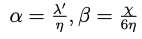 α = λ′/η, β = χ/6η